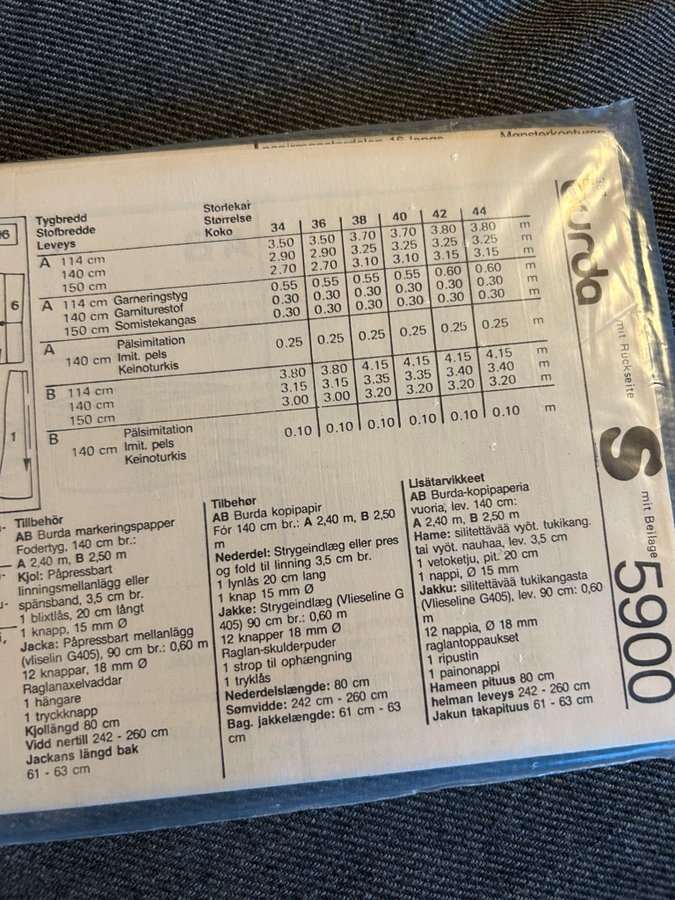 Mønsterkonturer
96
6
1
Tygbredd
Stofbredde
Leveys
Storlekar
Størrelse
Koko
34 36 38 40 42 44
A 114 cm 3.50 3.50 3.70 3.70 3.80 3.80 m
140 cm 2.90 2.90 3.25 3.25 3.25 3.25 m
150 cm 2.70 2.70 3.10 3.10 3.15 3.15 m
A 114 cm Garneringstyg 0.55 0.55 0.55 0.55 0.60 0.60 m
140 cm Garniturestof 0.30 0.30 0.30 0.30 0.30 0.30 m
150 cm Somistekangas 0.30 0.30 0.30 0.30 0.30 0.30 m
A Pälsimitation
140 cm Imit. pels 0.25 0.25 0.25 0.25 0.25 0.25 m
Keinoturkis
B 114 cm 3.80 3.80 4.15 4.15 4.15 4.15 m
140 cm 3.15 3.15 3.35 3.35 3.40 3.40 m
150 cm 3.00 3.00 3.20 3.20 3.20 3.20 m
B Pälsimitation
140 cm Imit. pels 0.10 0.10 0.10 0.10 0.10 0.10 m
Keinoturkis
Tillbehör
AB Burda markeringspapper
Fodertyg, 140 cm br.:
A 2,40 m, B 2,50 m
Kjol: Påpressbart
linningsmellanlägg eller
spänsband, 3,5 cm br.
1 blixtlås, 20 cm långt
1 knapp, 15 mm Ø
Jacka: Påpressbart mellanlägg
(vliselin G405), 90 cm br.: 0,60 m
12 knappar, 18 mm Ø
Raglanaxelvaddar
1 hängare
1 tryckknapp
Kjollängd 80 cm
Vidd nertill 242 - 260 cm
Jackans längd bak
61 - 63 cm
Tilbehør
AB Burda kopipapir
Fór 140 cm br.: A 2,40 m, B 2,50
m
Nederdel: Strygeindlæg eller pres
og fold til linning 3,5 cm br.
1 lynlås 20 cm lang
1 knap 15 mm Ø
Jakke: Strygeindlæg (Vlieseline G
405) 90 cm br.: 0,60 m
12 knapper 18 mm Ø
Raglan-skulderpuder
1 strop til ophængning
1 tryklås
Nederdelslængde: 80 cm
Sømvidde: 242 cm - 260 cm
Bag. jakkelængde: 61 cm - 63
cm
Lisätarvikkeet
AB Burda-kopipaperia
vuoria, lev. 140 cm:
A 2,40 m, B 2,50 m
Hame: silitettävää vyöt. tukikang.
tai vyöt. nauhaa, lev. 3,5 cm
1 vetoketju, pit. 20 cm
1 nappi, Ø 15 mm
Jakku: silitettävää tukikangasta
(Vlieseline G405), lev. 90 cm: 0,60
m
12 nappia, Ø 18 mm
raglantoppaukset
1 ripustin
1 painonappi
Hameen pituus 80 cm
helman leveys 242 - 260 cm
Jakun takapituus 61 - 63 cm
burda
mit Rückseite
S
mit Beilage
5900